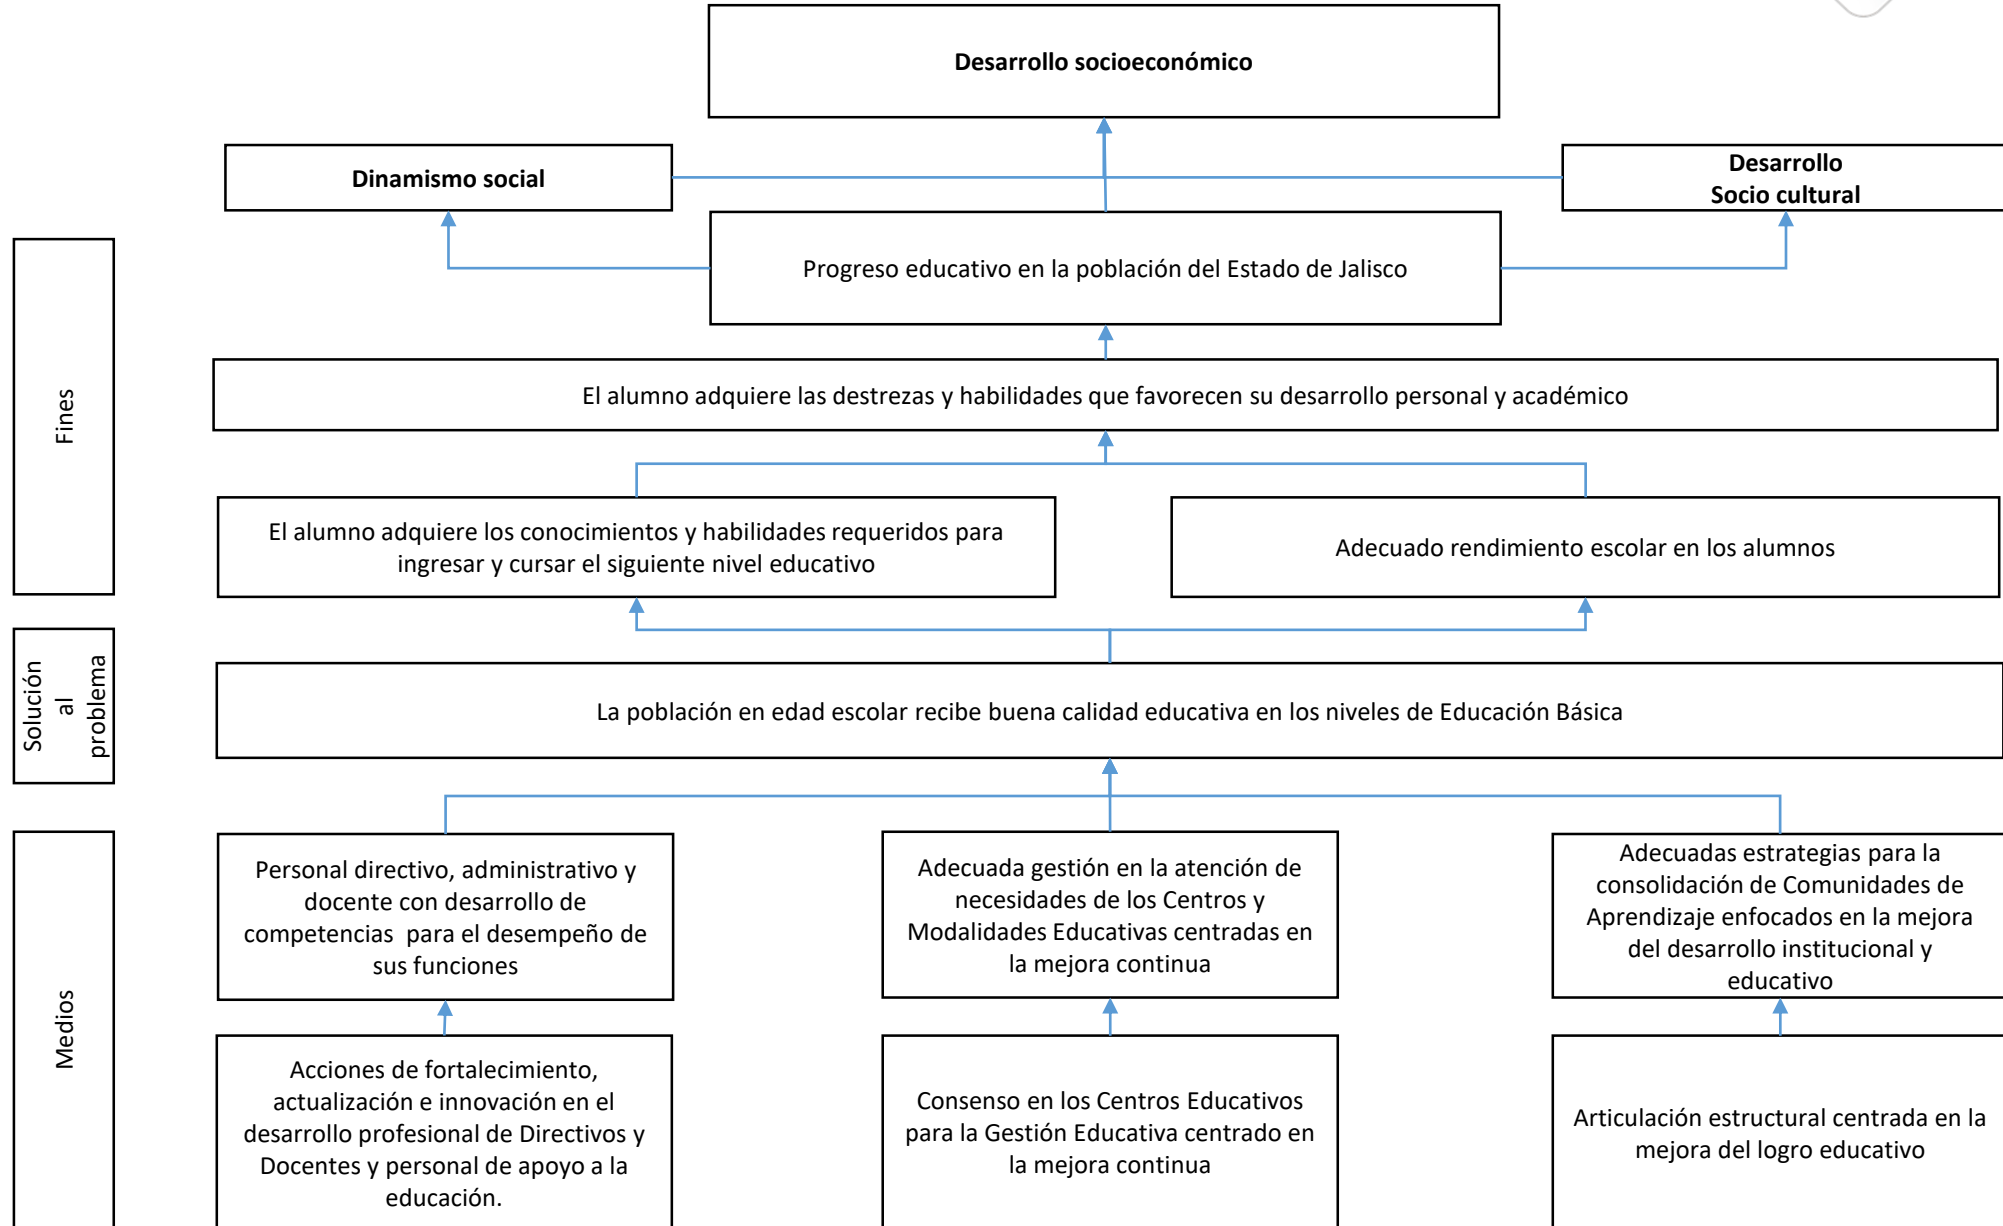 Desarrollo socioeconómico
Dinamismo social
Desarrollo
Socio cultural
Progreso educativo en la población del Estado de Jalisco
Fines
El alumno adquiere las destrezas y habilidades que favorecen su desarrollo personal y académico
El alumno adquiere los conocimientos y habilidades requeridos para
ingresar y cursar el siguiente nivel educativo
Adecuado rendimiento escolar en los alumnos
Solución
al
problema
La población en edad escolar recibe buena calidad educativa en los niveles de Educación Básica
Medios
Personal directivo, administrativo y
docente con desarrollo de
competencias  para el desempeño de
sus funciones
Adecuada gestión en la atención de
necesidades de los Centros y
Modalidades Educativas centradas en
la mejora continua
Adecuadas estrategias para la
consolidación de Comunidades de
Aprendizaje enfocados en la mejora
del desarrollo institucional y
educativo
Acciones de fortalecimiento,
actualización e innovación en el
desarrollo profesional de Directivos y
Docentes y personal de apoyo a la
educación.
Consenso en los Centros Educativos
para la Gestión Educativa centrado en
la mejora continua
Articulación estructural centrada en la
mejora del logro educativo